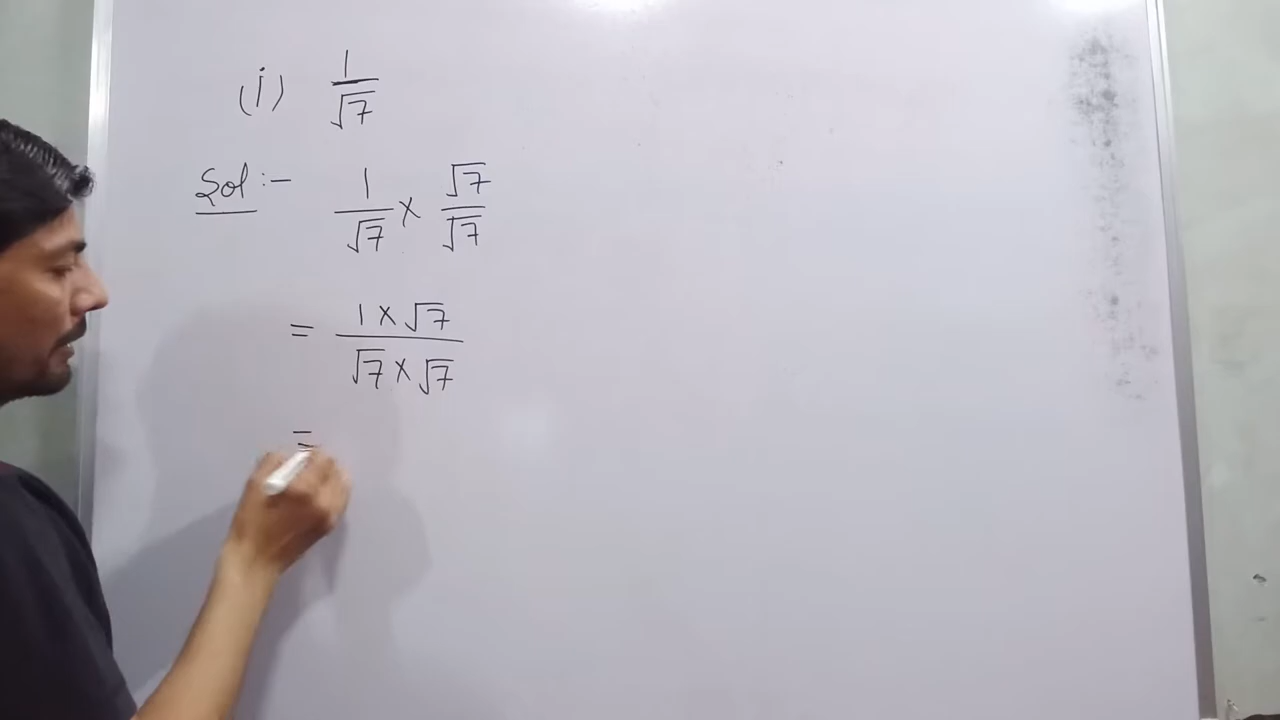 (i) 1/√7
Sol :- 1/√7 × √7/√7
= 1×√7/√7×√7
=